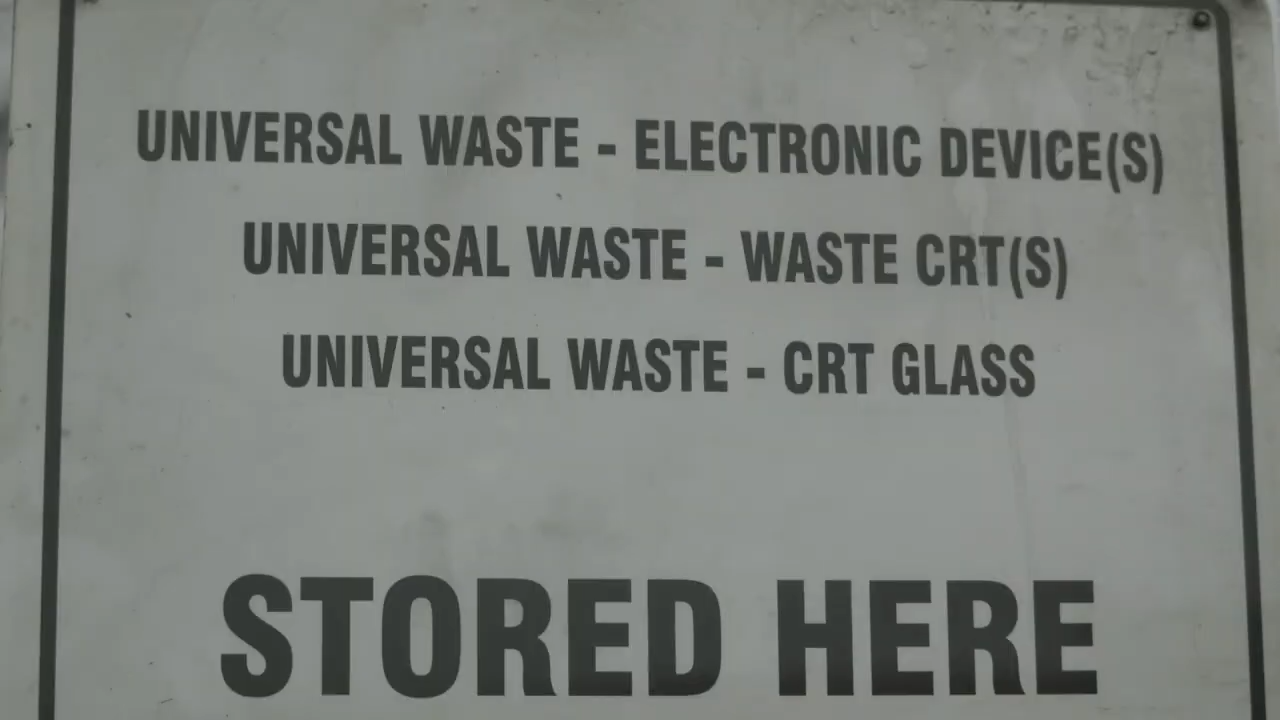 UNIVERSAL WASTE - ELECTRONIC DEVICE(S)
UNIVERSAL WASTE - WASTE CRT(S)
UNIVERSAL WASTE - CRT GLASS
STORED HERE